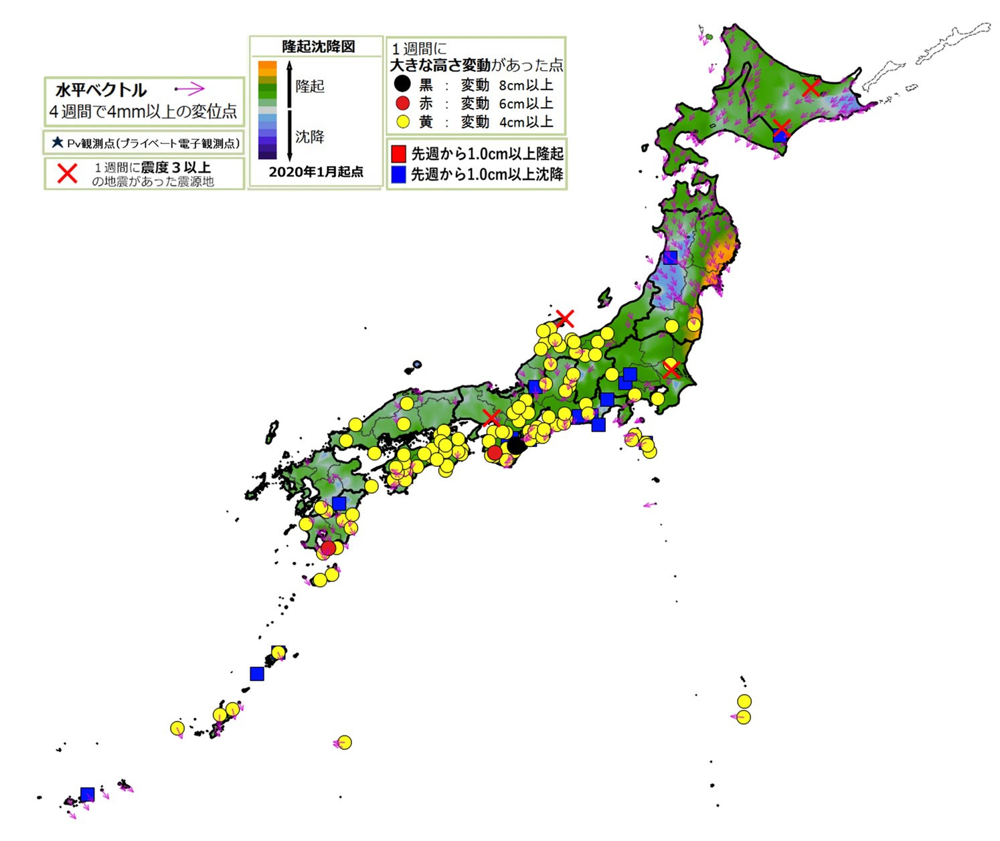 水平ベクトル
4週間で4mm以上の変位点
Pv観測点(プライベート電子観測点)
1週間に震度3以上
の地震があった震源地
隆起沈降図
隆起
沈降
2020年1月起点
1週間に
大きな高さ変動があった点
黒 : 変動 8cm以上
赤 : 変動 6cm以上
黄 : 変動 4cm以上
先週から1.0cm以上隆起
先週から1.0cm以上沈降